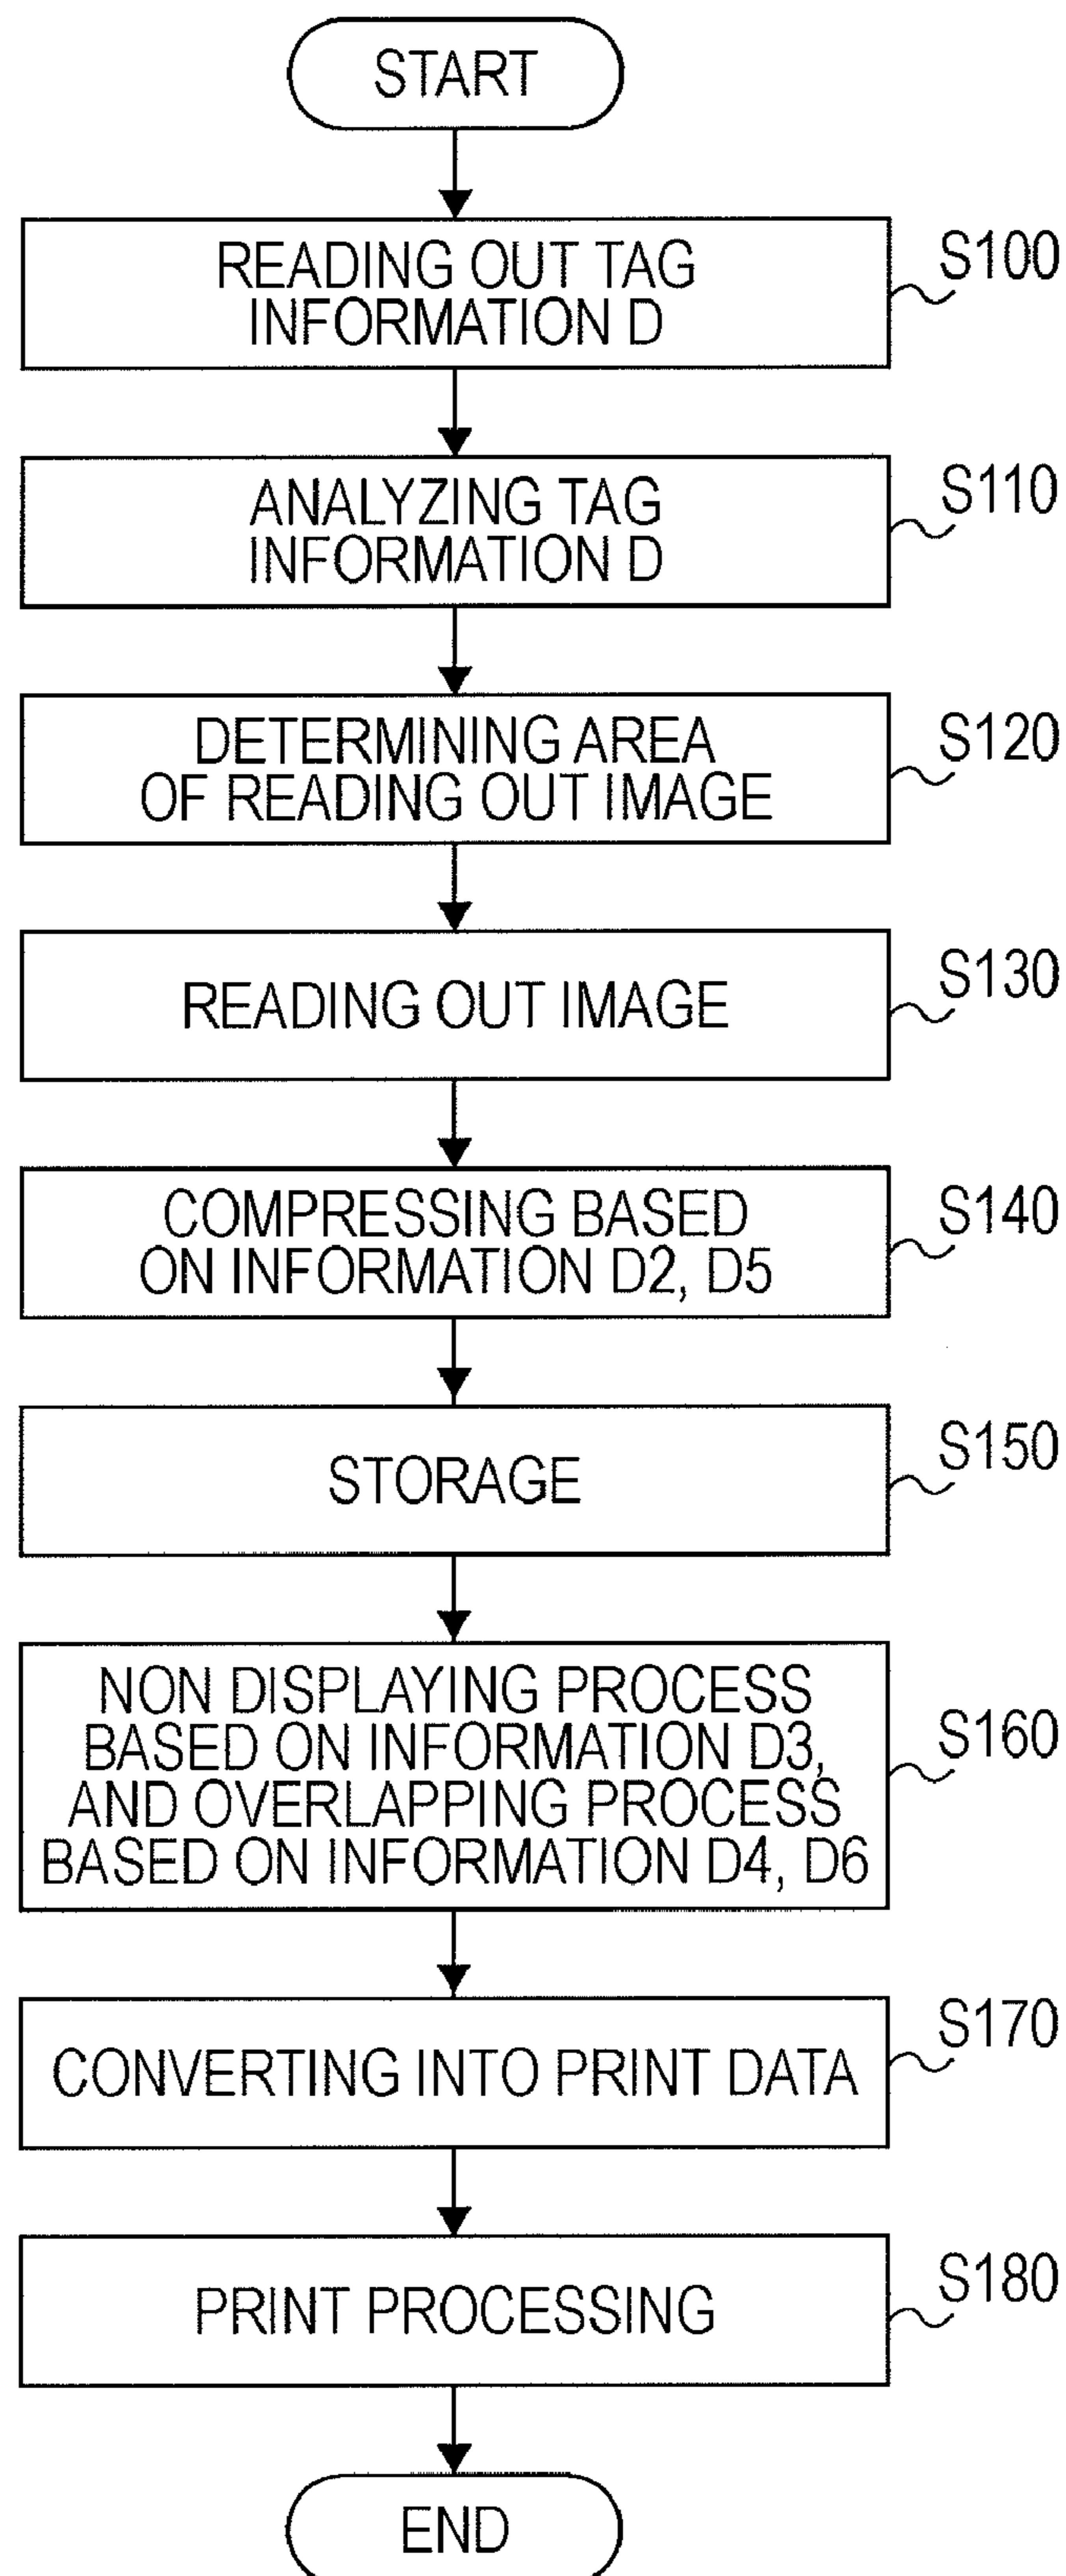 START
READING OUT TAG
INFORMATION D
S100
ANALYZING TAG
INFORMATION D
S110
DETERMINING AREA
OF READING OUT IMAGE
S120
READING OUT IMAGE
S130
COMPRESSING BASED
ON INFORMATION D2, D5
S140
STORAGE
S150
NON DISPLAYING PROCESS
BASED ON INFORMATION D3,
AND OVERLAPPING PROCESS
BASED ON INFORMATION D4, D6
S160
CONVERTING INTO PRINT DATA
S170
PRINT PROCESSING
S180
END